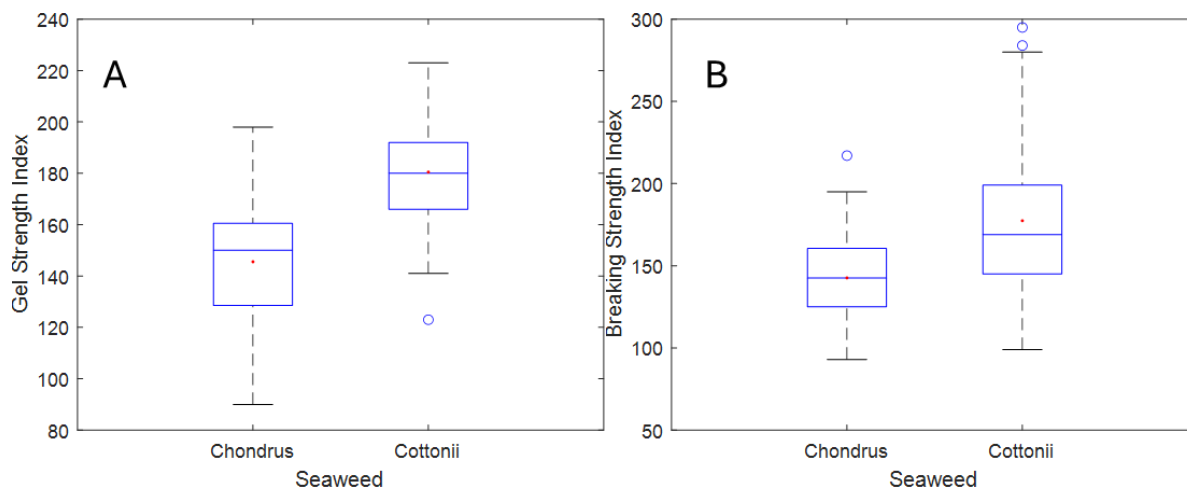 A
Gel Strength Index
240
220
200
180
160
140
120
100
80
Chondrus Cottonii
Seaweed
B
Breaking Strength Index
300
250
200
150
100
50
Chondrus Cottonii
Seaweed